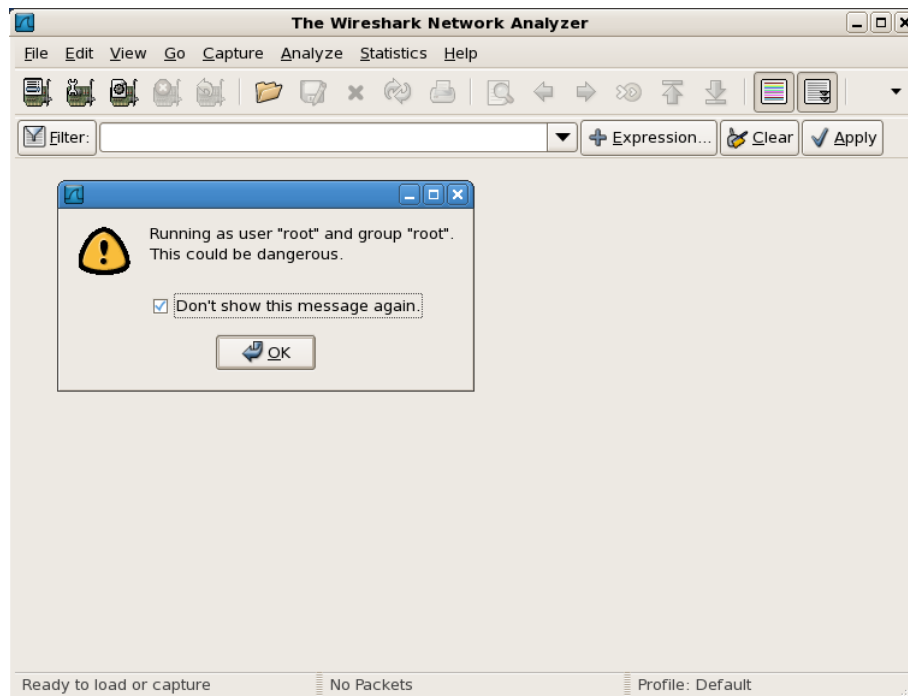 The Wireshark Network Analyzer
File Edit View Go Capture Analyze Statistics Help
Filter: Expression... Clear Apply
Running as user "root" and group "root".
This could be dangerous.
Don't show this message again.
OK
Ready to load or capture No Packets Profile: Default